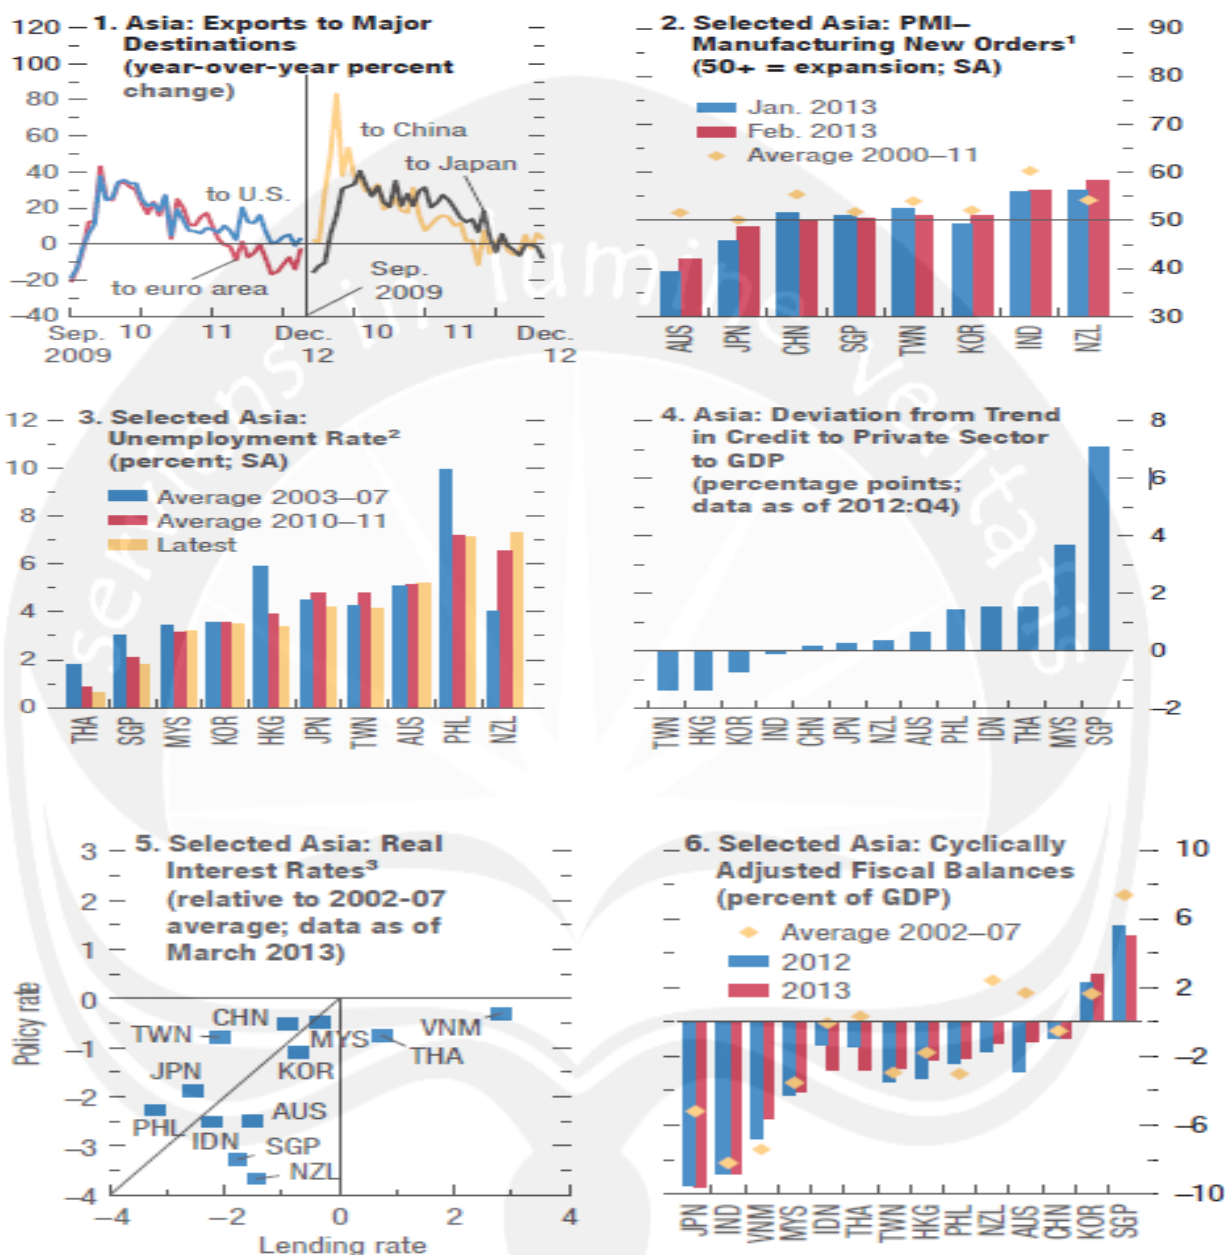 1. Asia: Exports to Major
Destinations
(year-over-year percent
change)
120
100
80
60
40
20
0
−20
−40
to China
to Japan
to U.S.
to euro area
Sep.
2009
Sep.
2009
10
11
Dec.
12
10
11
Dec.
12
2. Selected Asia: PMI–
Manufacturing New Orders¹
(50+ = expansion; SA)
Jan. 2013
Feb. 2013
Average 2000–11
90
80
70
60
50
40
30
AUS JPN CHN SGP TWN KOR IND NZL
3. Selected Asia:
Unemployment Rate²
(percent; SA)
Average 2003–07
Average 2010–11
Latest
12
10
8
6
4
2
0
THA SGP MYS KOR HKG JPN TWN AUS PHL NZL
4. Asia: Deviation from Trend
in Credit to Private Sector
to GDP
(percentage points;
data as of 2012:Q4)
8
6
4
2
0
−2
TWN HKG KOR IND CHN JPN NZL AUS PHL IDN THA MYS SGP
5. Selected Asia: Real
Interest Rates³
(relative to 2002-07
average; data as of
March 2013)
3
2
1
0
−1
−2
−3
−4
Policy rate
CHN
TWN
MYS
VNM
THA
KOR
JPN
PHL
IDN
AUS
SGP
NZL
−4 −2 0 2 4
Lending rate
6. Selected Asia: Cyclically
Adjusted Fiscal Balances
(percent of GDP)
Average 2002–07
2012
2013
10
6
2
−2
−6
−10
JPN IND VNM MYS IDN THA TWN HKG PHL NZL AUS CHN KOR SGP
serviens in lumine veritatis